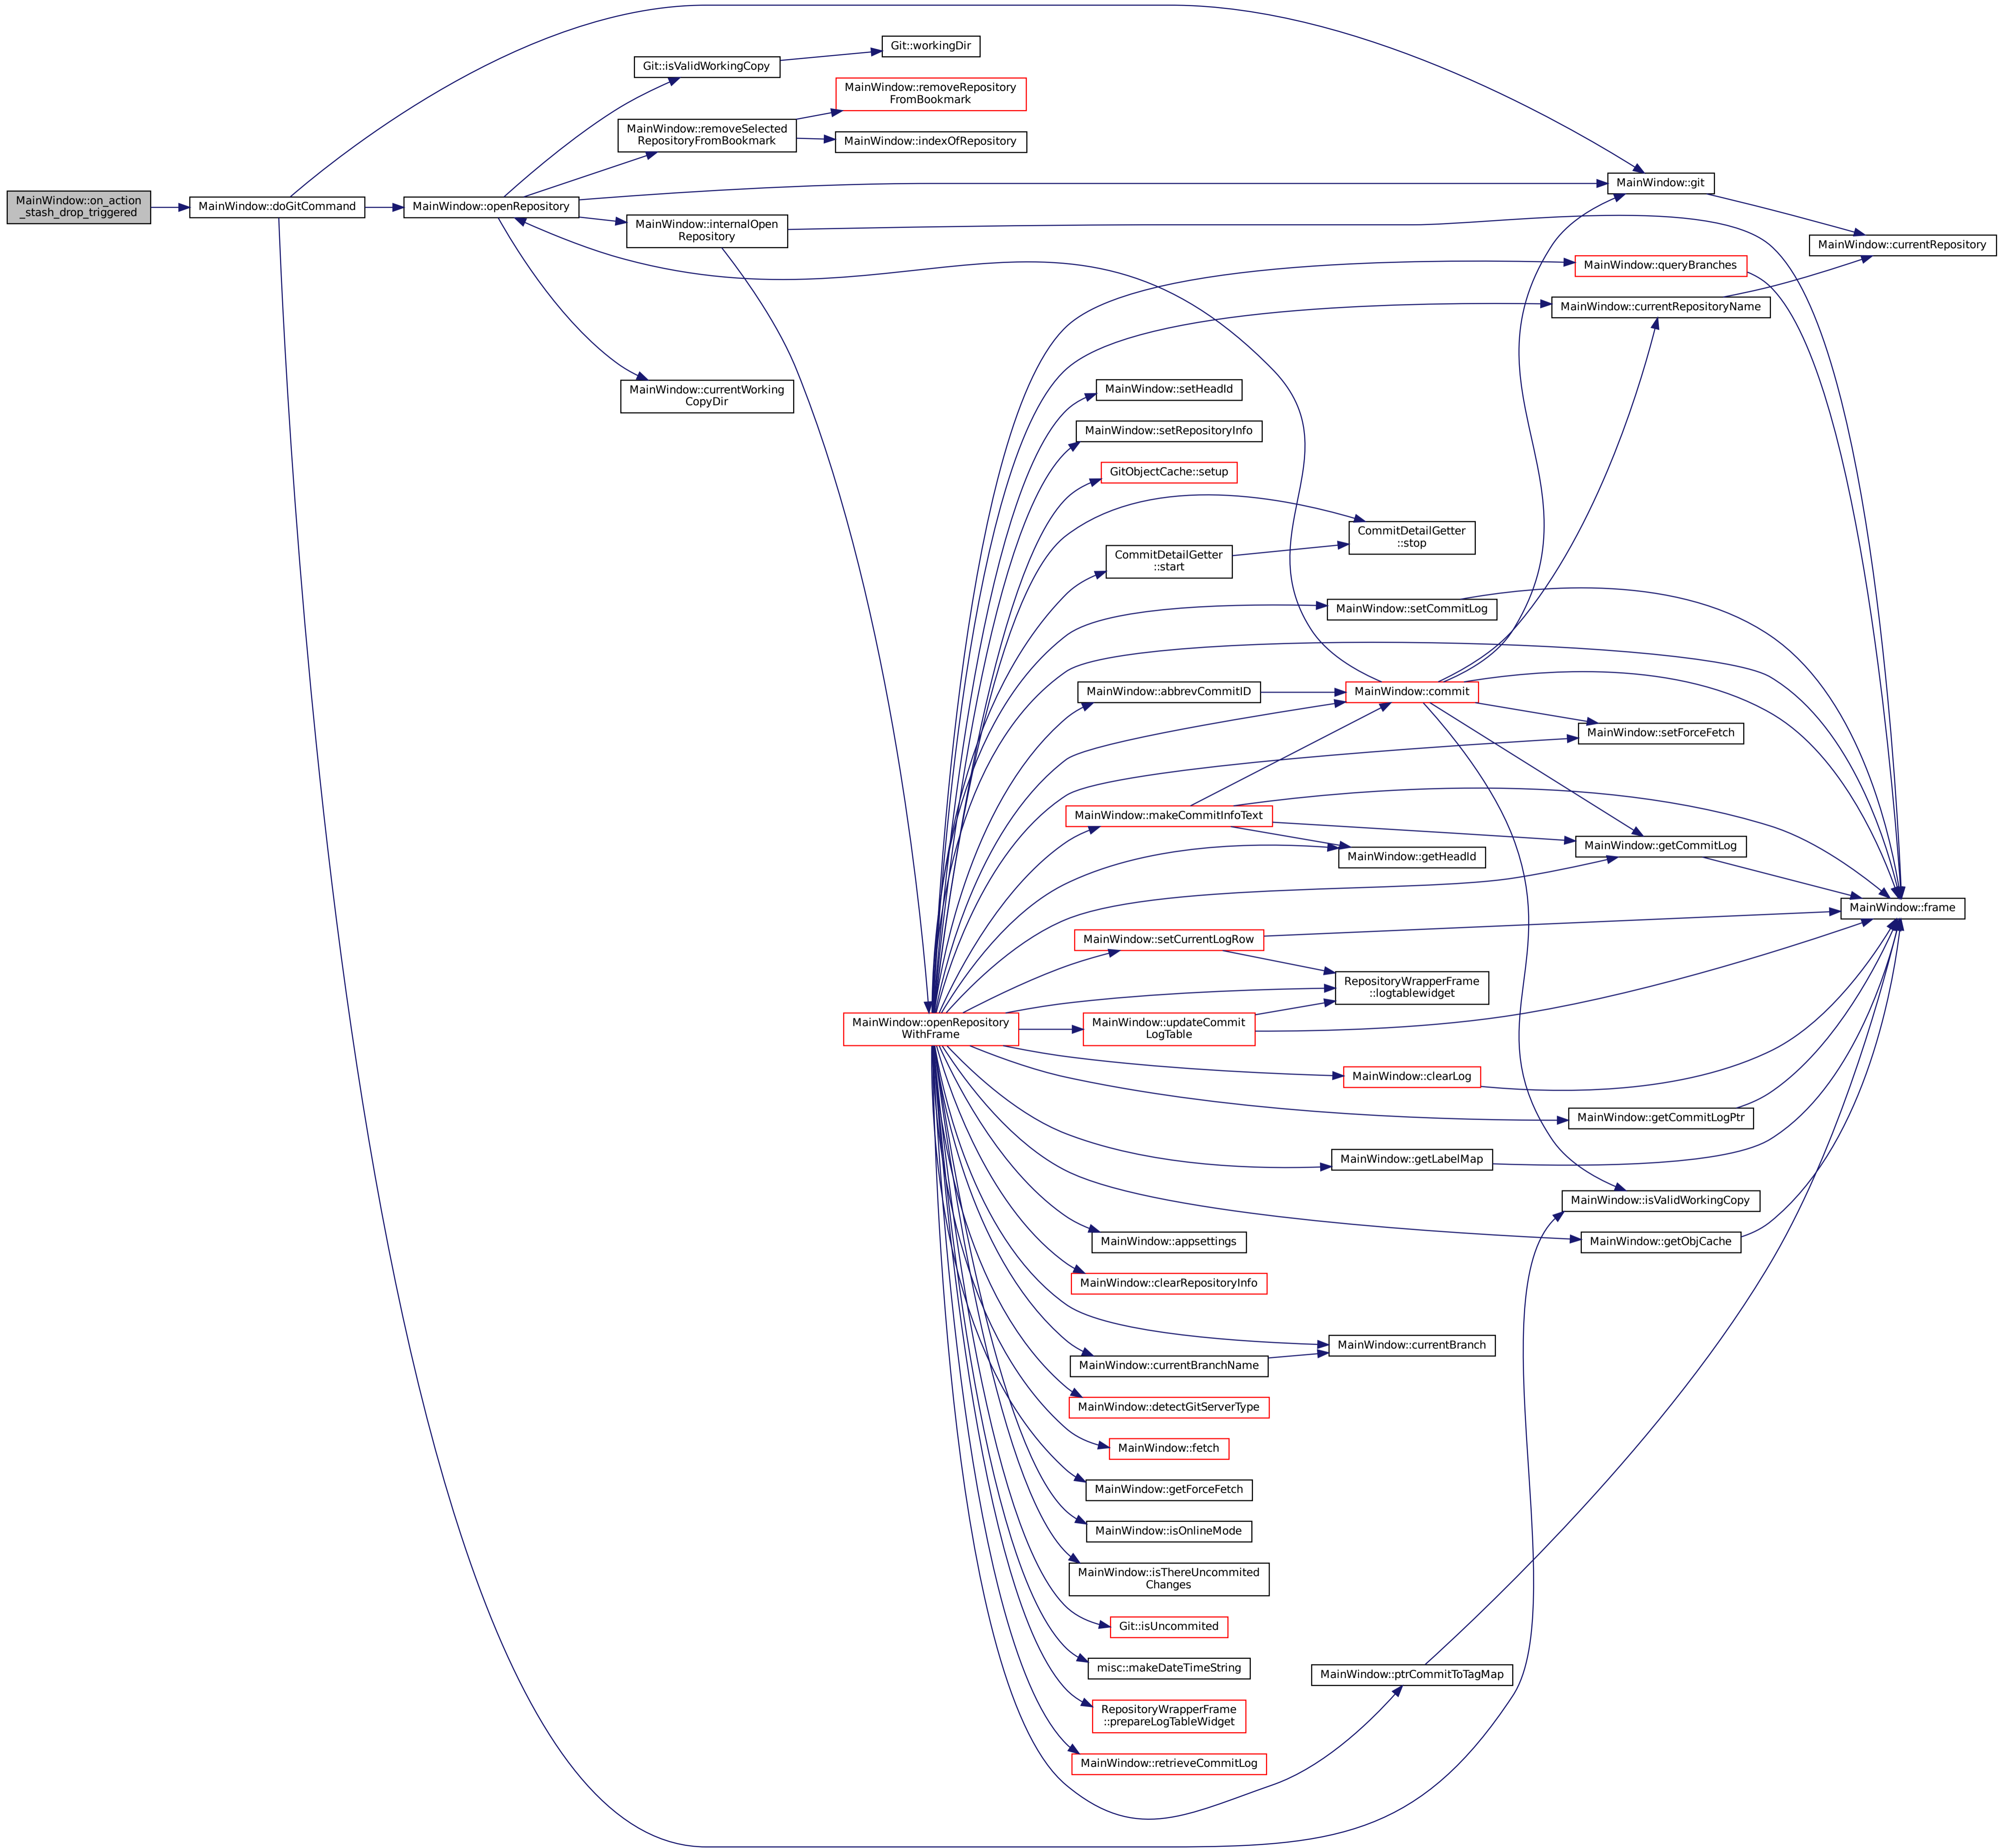 MainWindow::on_action
_stash_drop_triggered
MainWindow::doGitCommand
MainWindow::openRepository
Git::isValidWorkingCopy
Git::workingDir
MainWindow::removeSelected
RepositoryFromBookmark
MainWindow::removeRepository
FromBookmark
MainWindow::indexOfRepository
MainWindow::internalOpen
Repository
MainWindow::currentWorking
CopyDir
MainWindow::git
MainWindow::currentRepository
MainWindow::queryBranches
MainWindow::currentRepositoryName
MainWindow::setHeadId
MainWindow::setRepositoryInfo
GitObjectCache::setup
CommitDetailGetter
::stop
CommitDetailGetter
::start
MainWindow::setCommitLog
MainWindow::abbrevCommitID
MainWindow::commit
MainWindow::setForceFetch
MainWindow::makeCommitInfoText
MainWindow::getCommitLog
MainWindow::getHeadId
MainWindow::frame
MainWindow::setCurrentLogRow
RepositoryWrapperFrame
::logtablewidget
MainWindow::openRepository
WithFrame
MainWindow::updateCommit
LogTable
MainWindow::clearLog
MainWindow::getCommitLogPtr
MainWindow::getLabelMap
MainWindow::isValidWorkingCopy
MainWindow::appsettings
MainWindow::getObjCache
MainWindow::clearRepositoryInfo
MainWindow::currentBranch
MainWindow::currentBranchName
MainWindow::detectGitServerType
MainWindow::fetch
MainWindow::getForceFetch
MainWindow::isOnlineMode
MainWindow::isThereUncommited
Changes
Git::isUncommited
misc::makeDateTimeString
MainWindow::ptrCommitToTagMap
RepositoryWrapperFrame
::prepareLogTableWidget
MainWindow::retrieveCommitLog